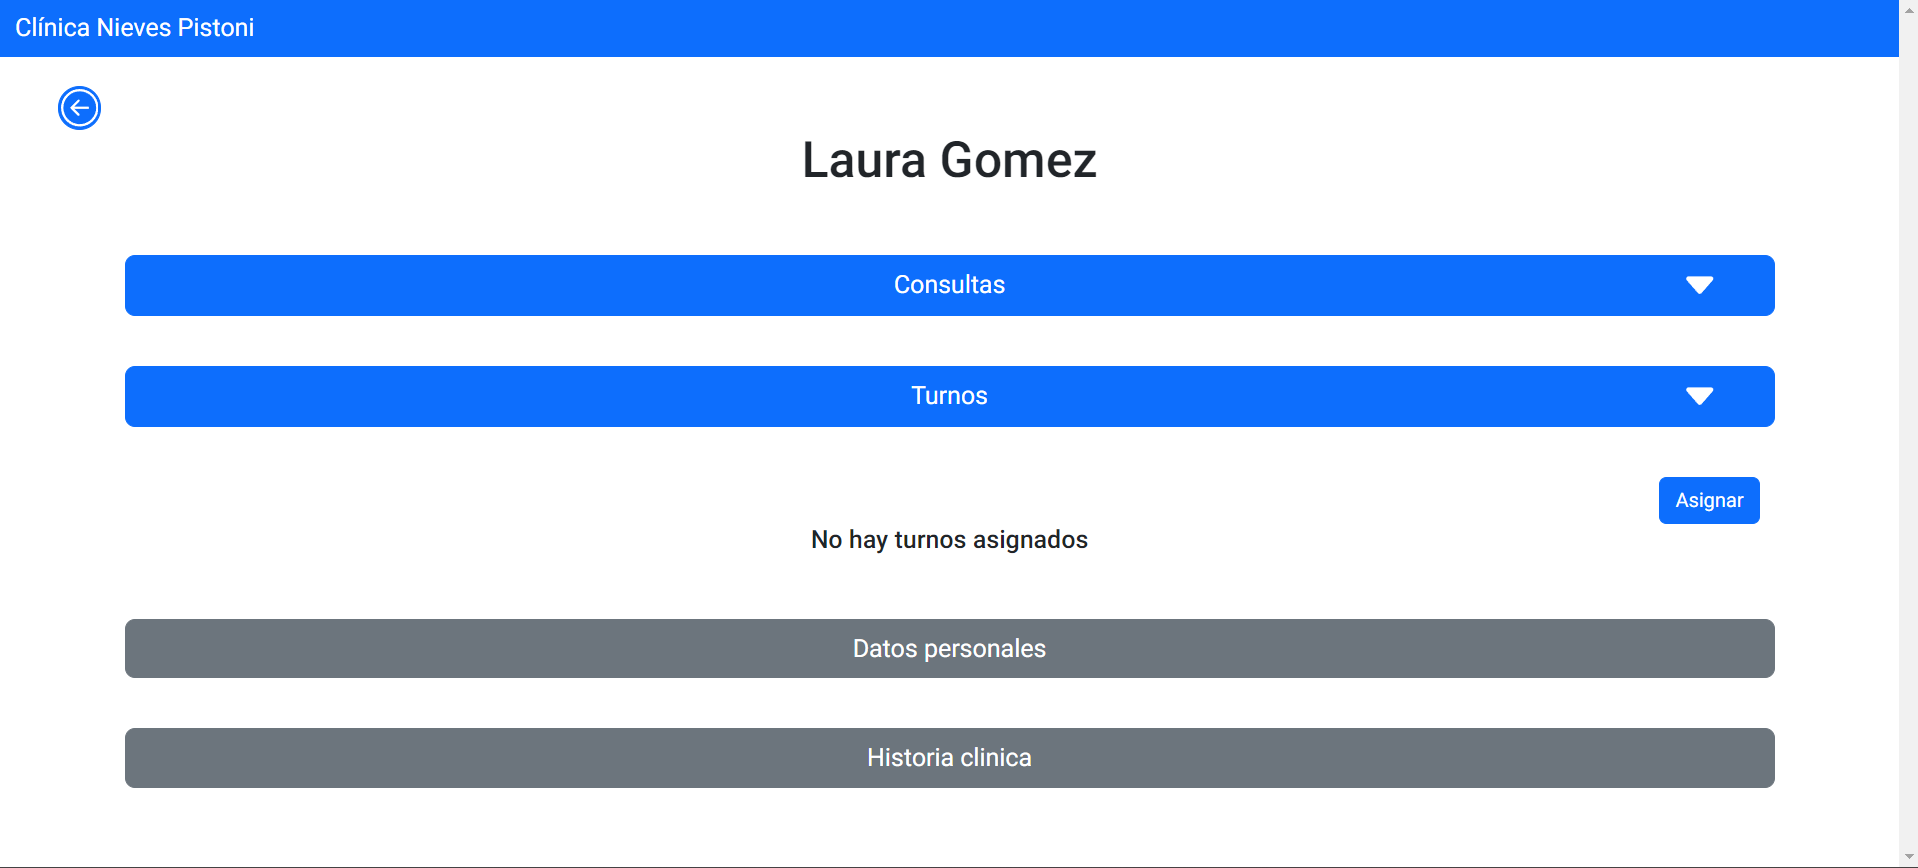 Clínica Nieves Pistoni
Laura Gomez
Consultas
Turnos
Asignar
No hay turnos asignados
Datos personales
Historia clinica